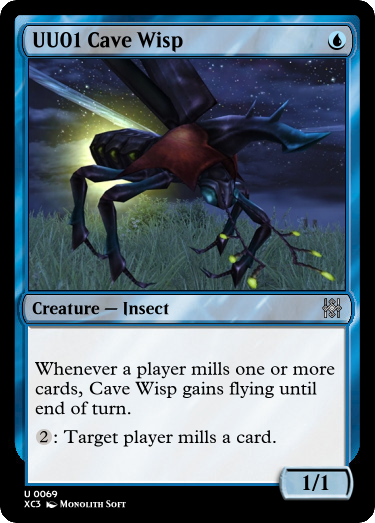 UU01 Cave Wisp
Creature — Insect
Whenever a player mills one or more
cards, Cave Wisp gains flying until
end of turn.
2: Target player mills a card.
1/1
U 0069
XC3 Monolith Soft